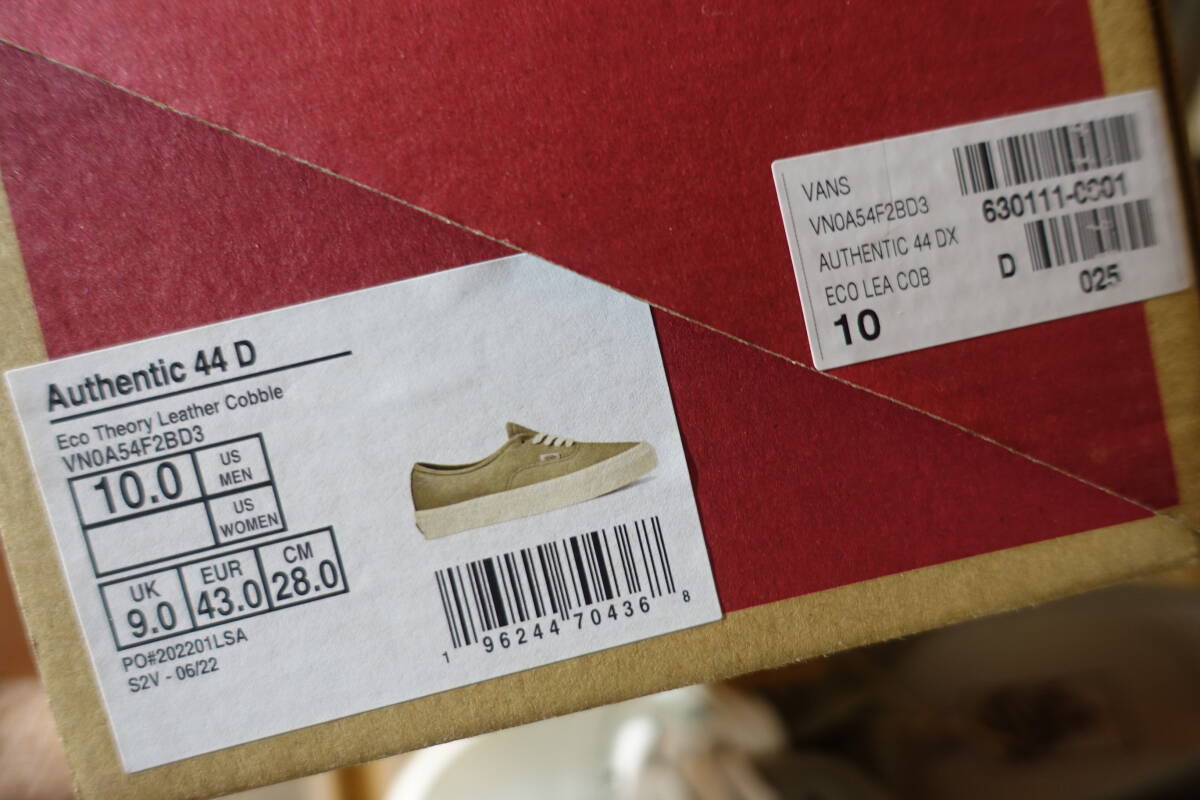 Authentic 44 D
Eco Theory Leather Cobble
VN0A54F2BD3
10.0 US MEN
US WOMEN
UK 9.0 EUR 43.0 CM 28.0
PO#202201LSA
S2V - 06/22
1 96244 70436 8
VANS
VN0A54F2BD3
AUTHENTIC 44 DX
ECO LEA COB
10
630111-0001
D
025